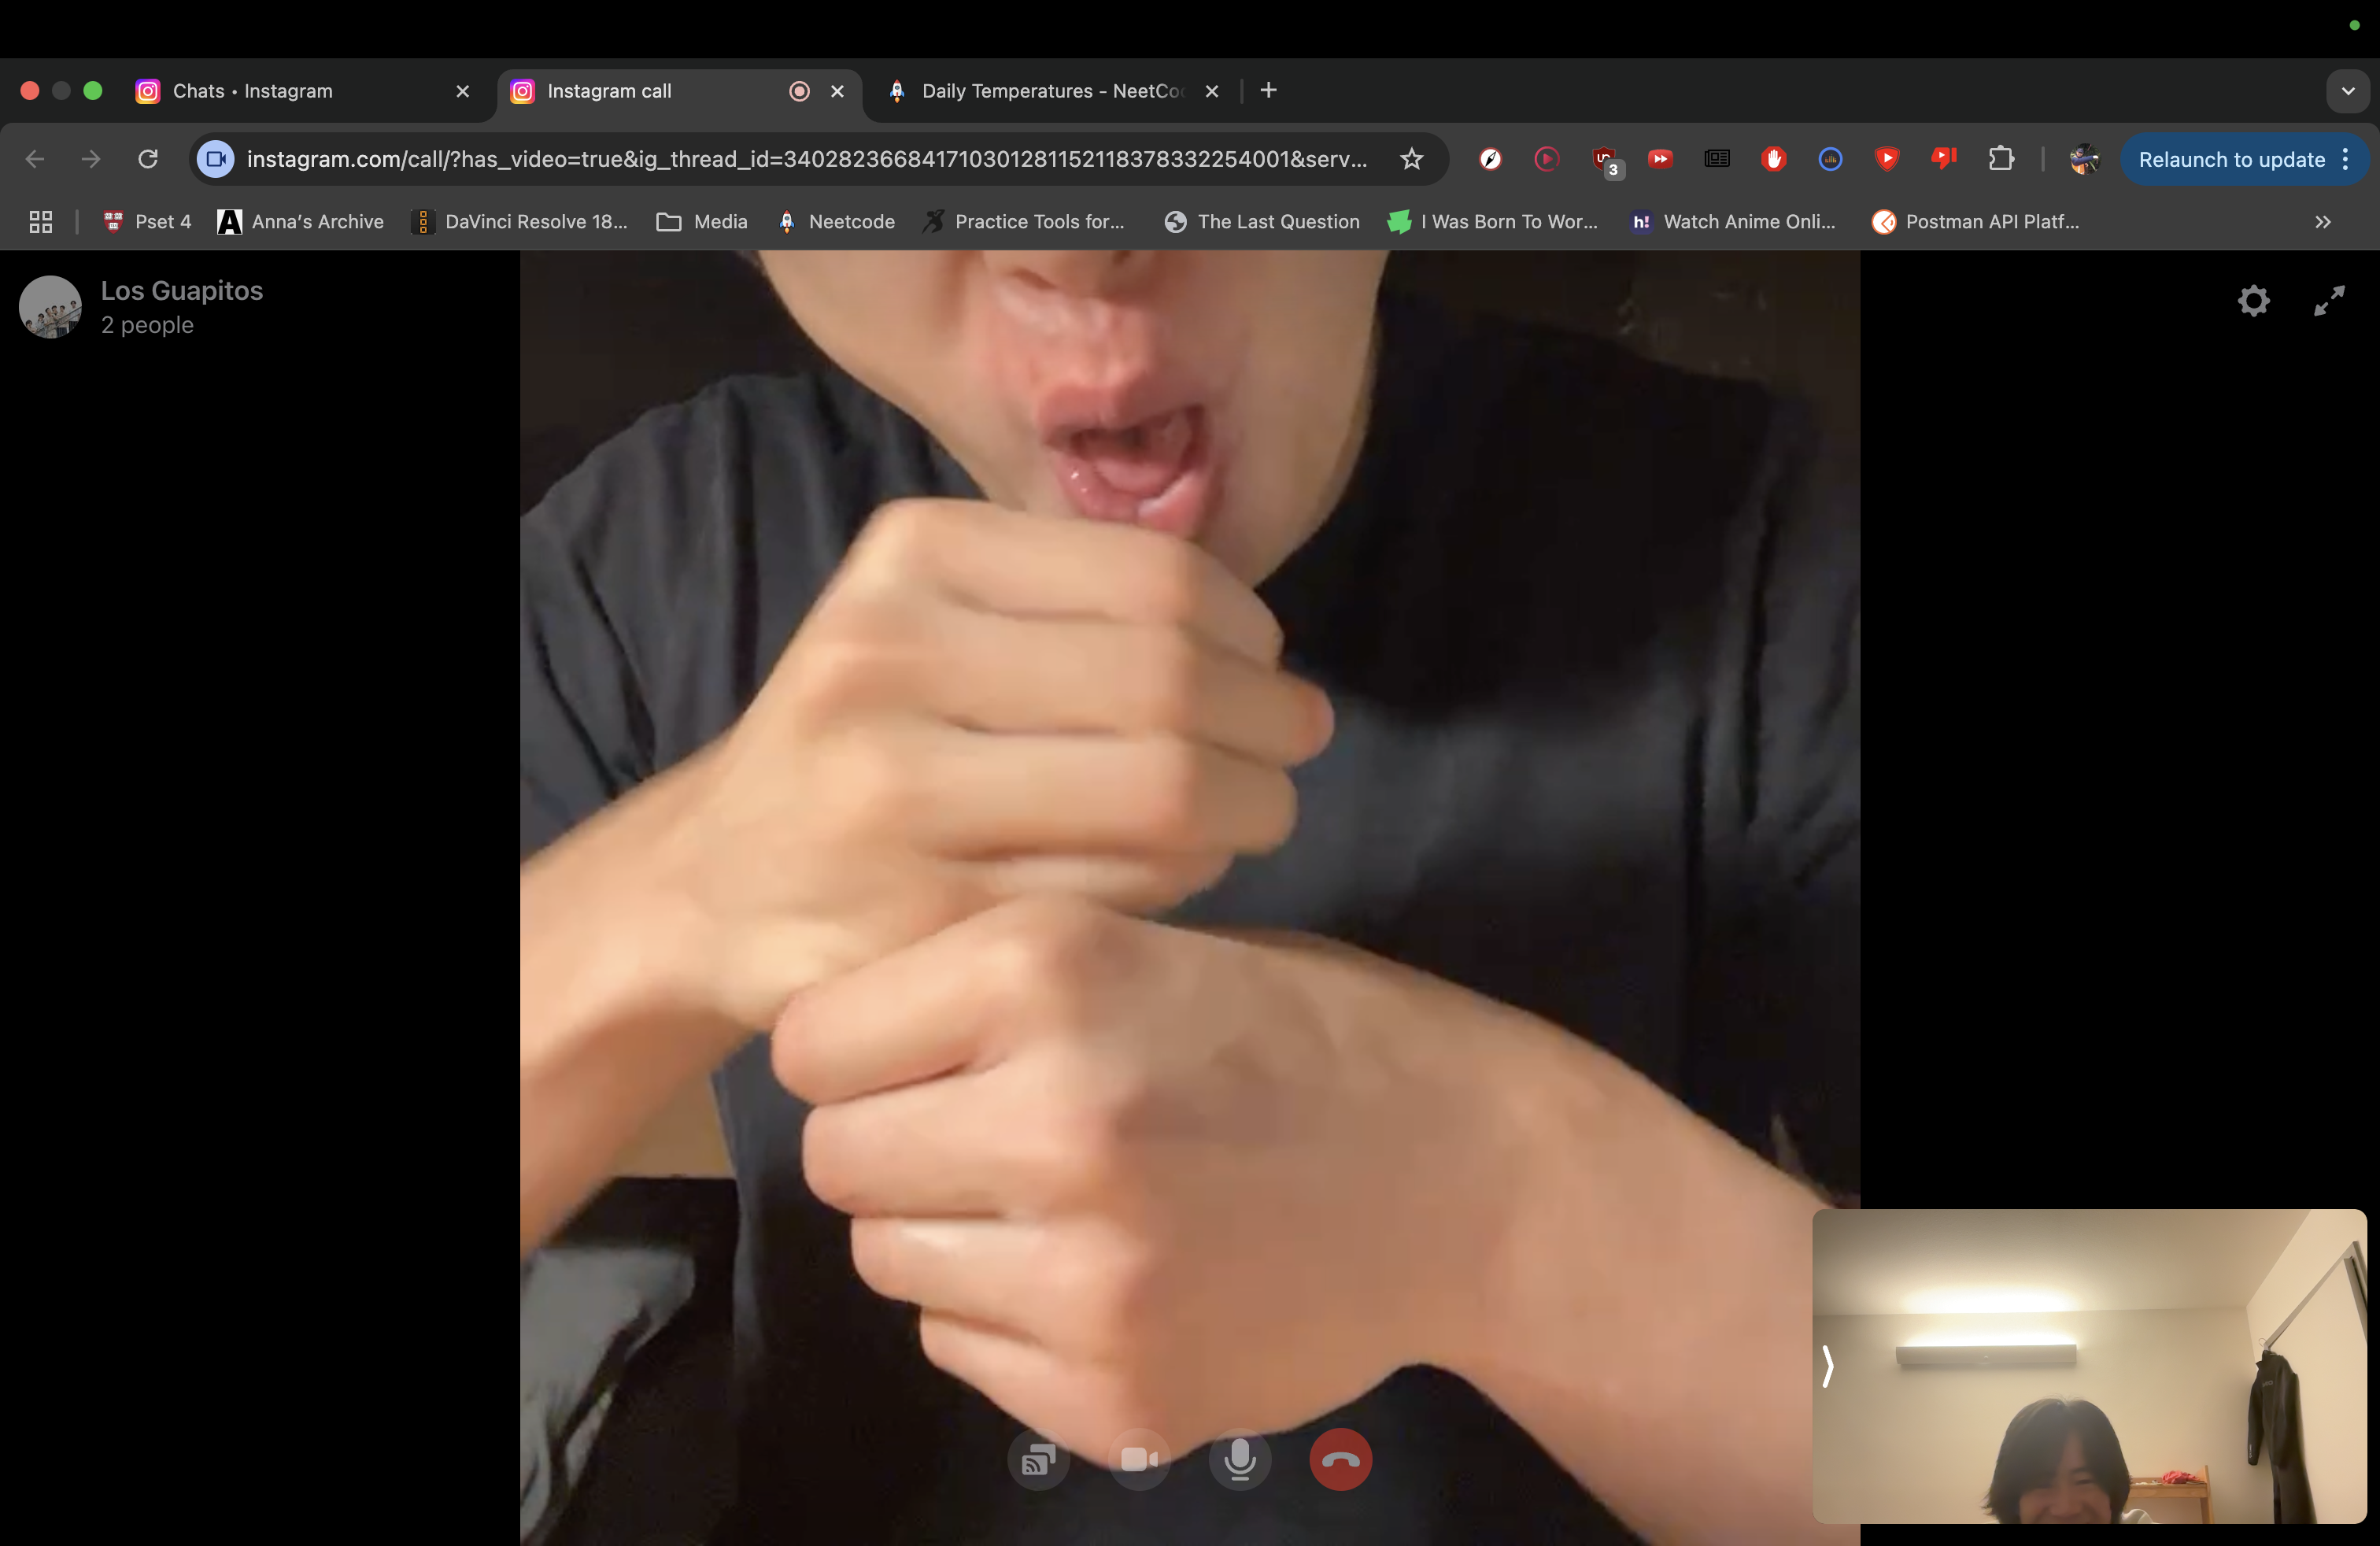 Chats • Instagram
Instagram call
Daily Temperatures - NeetCo
instagram.com/call/?has_video=true&ig_thread_id=34028236684171030128115211837833225​4001&serv...
3
Relaunch to update
Pset 4
Anna's Archive
DaVinci Resolve 18...
Media
Neetcode
Practice Tools for...
The Last Question
I Was Born To Wor...
h!
Watch Anime Onli...
Postman API Platf...
Los Guapitos
2 people